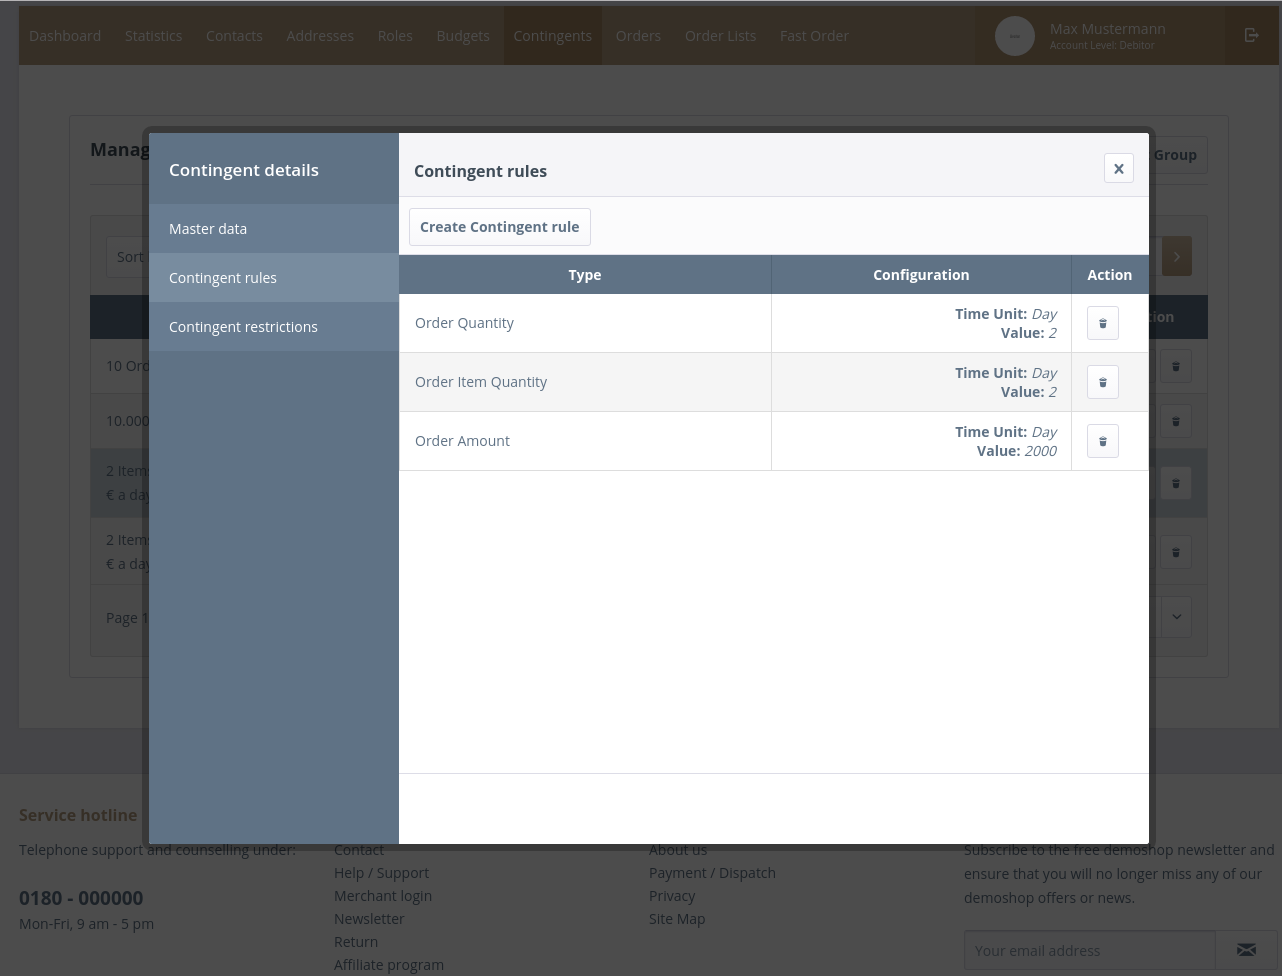 Dashboard Statistics Contacts Addresses Roles Budgets Contingents Orders Order Lists Fast Order
Max Mustermann
Account Level: Debitor
Group
Contingent details
Master data
Contingent rules
Contingent restrictions
Contingent rules
Create Contingent rule
Type Configuration Action
Order Quantity Time Unit: Day
Value: 2
Order Item Quantity Time Unit: Day
Value: 2
Order Amount Time Unit: Day
Value: 2000
Sort
10 Ord
10.000
2 Items
€ a day
2 Items
€ a day
Page 1
Service hotline
Telephone support and counselling under:
0180 - 000000
Mon-Fri, 9 am - 5 pm
Contact
Help / Support
Merchant login
Newsletter
Return
Affiliate program
About us
Payment / Dispatch
Privacy
Site Map
Subscribe to the free demoshop newsletter and
ensure that you will no longer miss any of our
demoshop offers or news.
Your email address